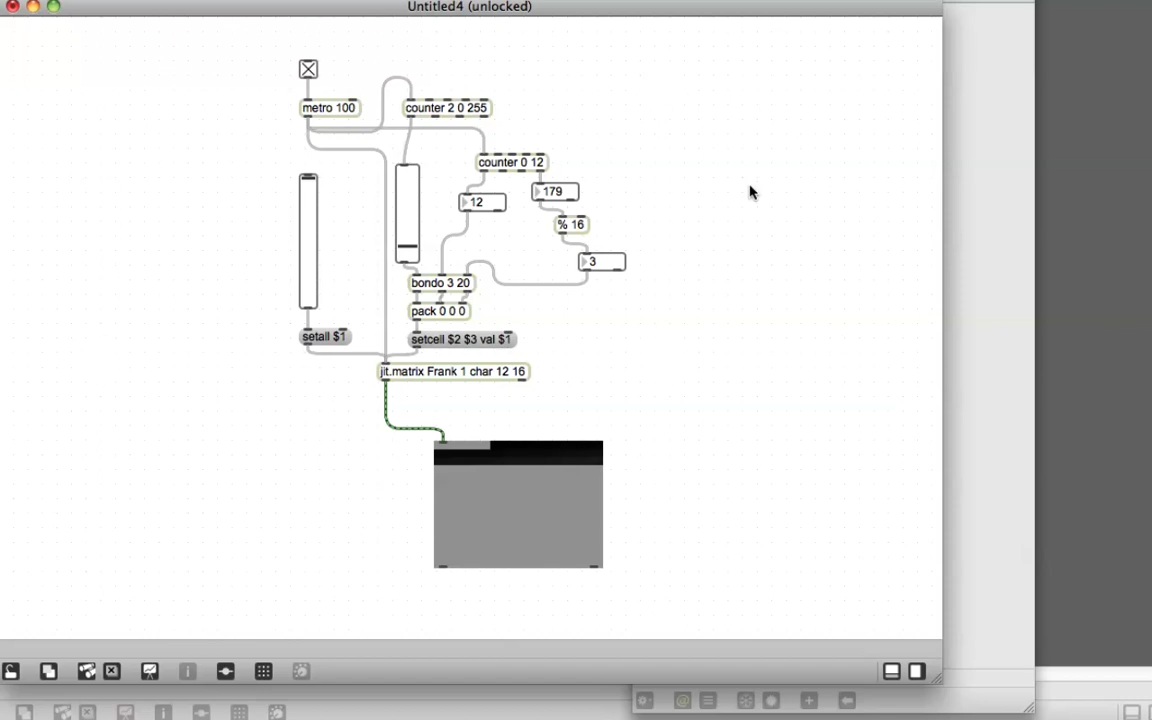 Untitled4 (unlocked)
metro 100
counter 2 0 255
counter 0 12
179
12
% 16
3
bondo 3 20
pack 0 0 0
setall $1
setcell $2 $3 val $1
jit.matrix Frank 1 char 12 16